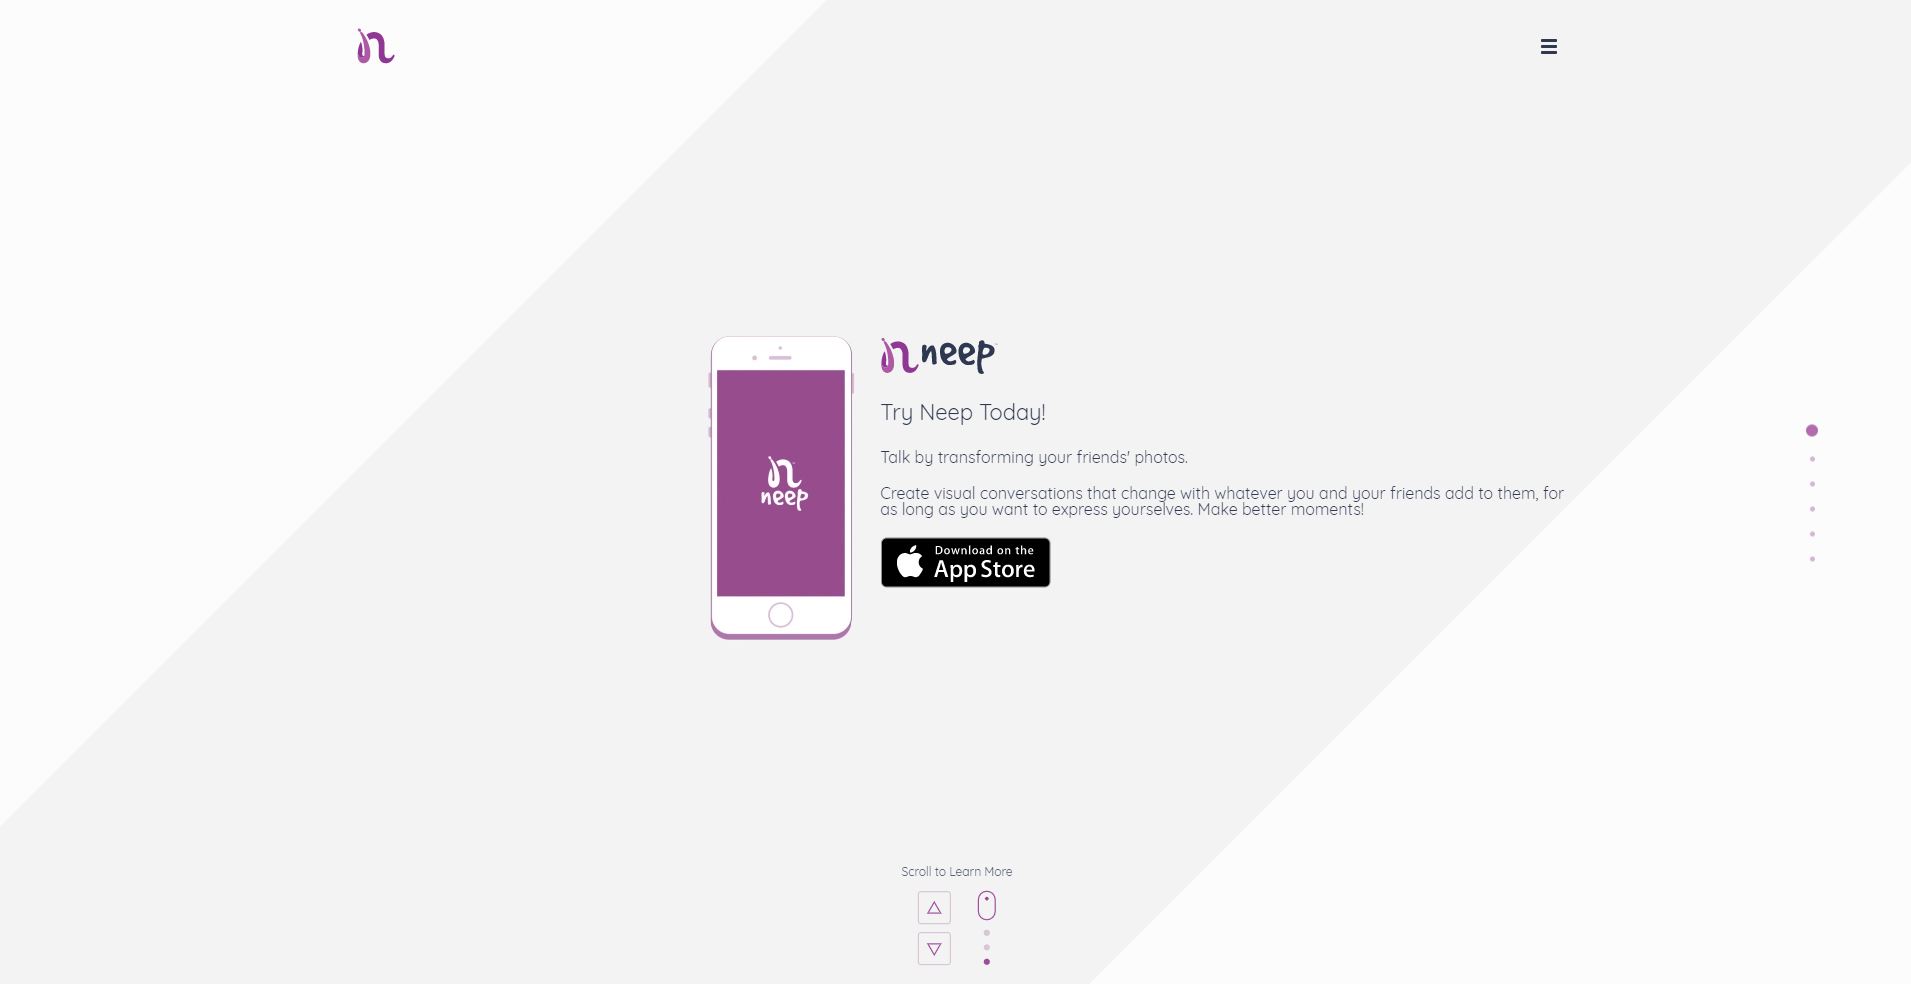 neep
neep
Try Neep Today!
Talk by transforming your friends' photos.
Create visual conversations that change with whatever you and your friends add to them, for
as long as you want to express yourselves. Make better moments!
Download on the
App Store
Scroll to Learn More